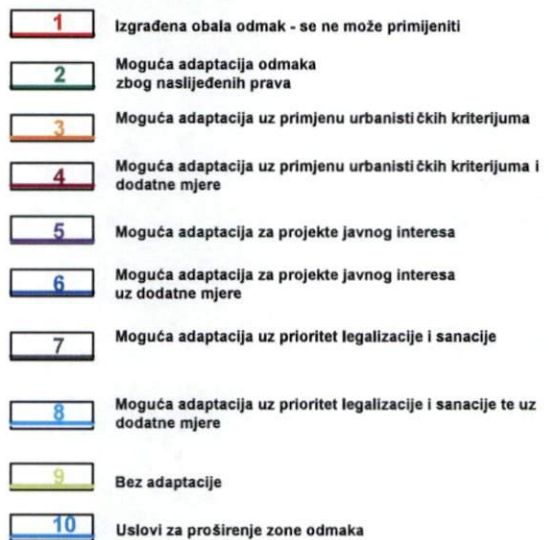 1 Izgrađena obala odmak - se ne može primijeniti
2 Moguća adaptacija odmaka
zbog naslijeđenih prava
3 Moguća adaptacija uz primjenu urbanističkih kriterijuma
4 Moguća adaptacija uz primjenu urbanističkih kriterijuma i
dodatne mjere
5 Moguća adaptacija za projekte javnog interesa
6 Moguća adaptacija za projekte javnog interesa
uz dodatne mjere
7 Moguća adaptacija uz prioritet legalizacije i sanacije
8 Moguća adaptacija uz prioritet legalizacije i sanacije te uz
dodatne mjere
9 Bez adaptacije
10 Uslovi za proširenje zone odmaka